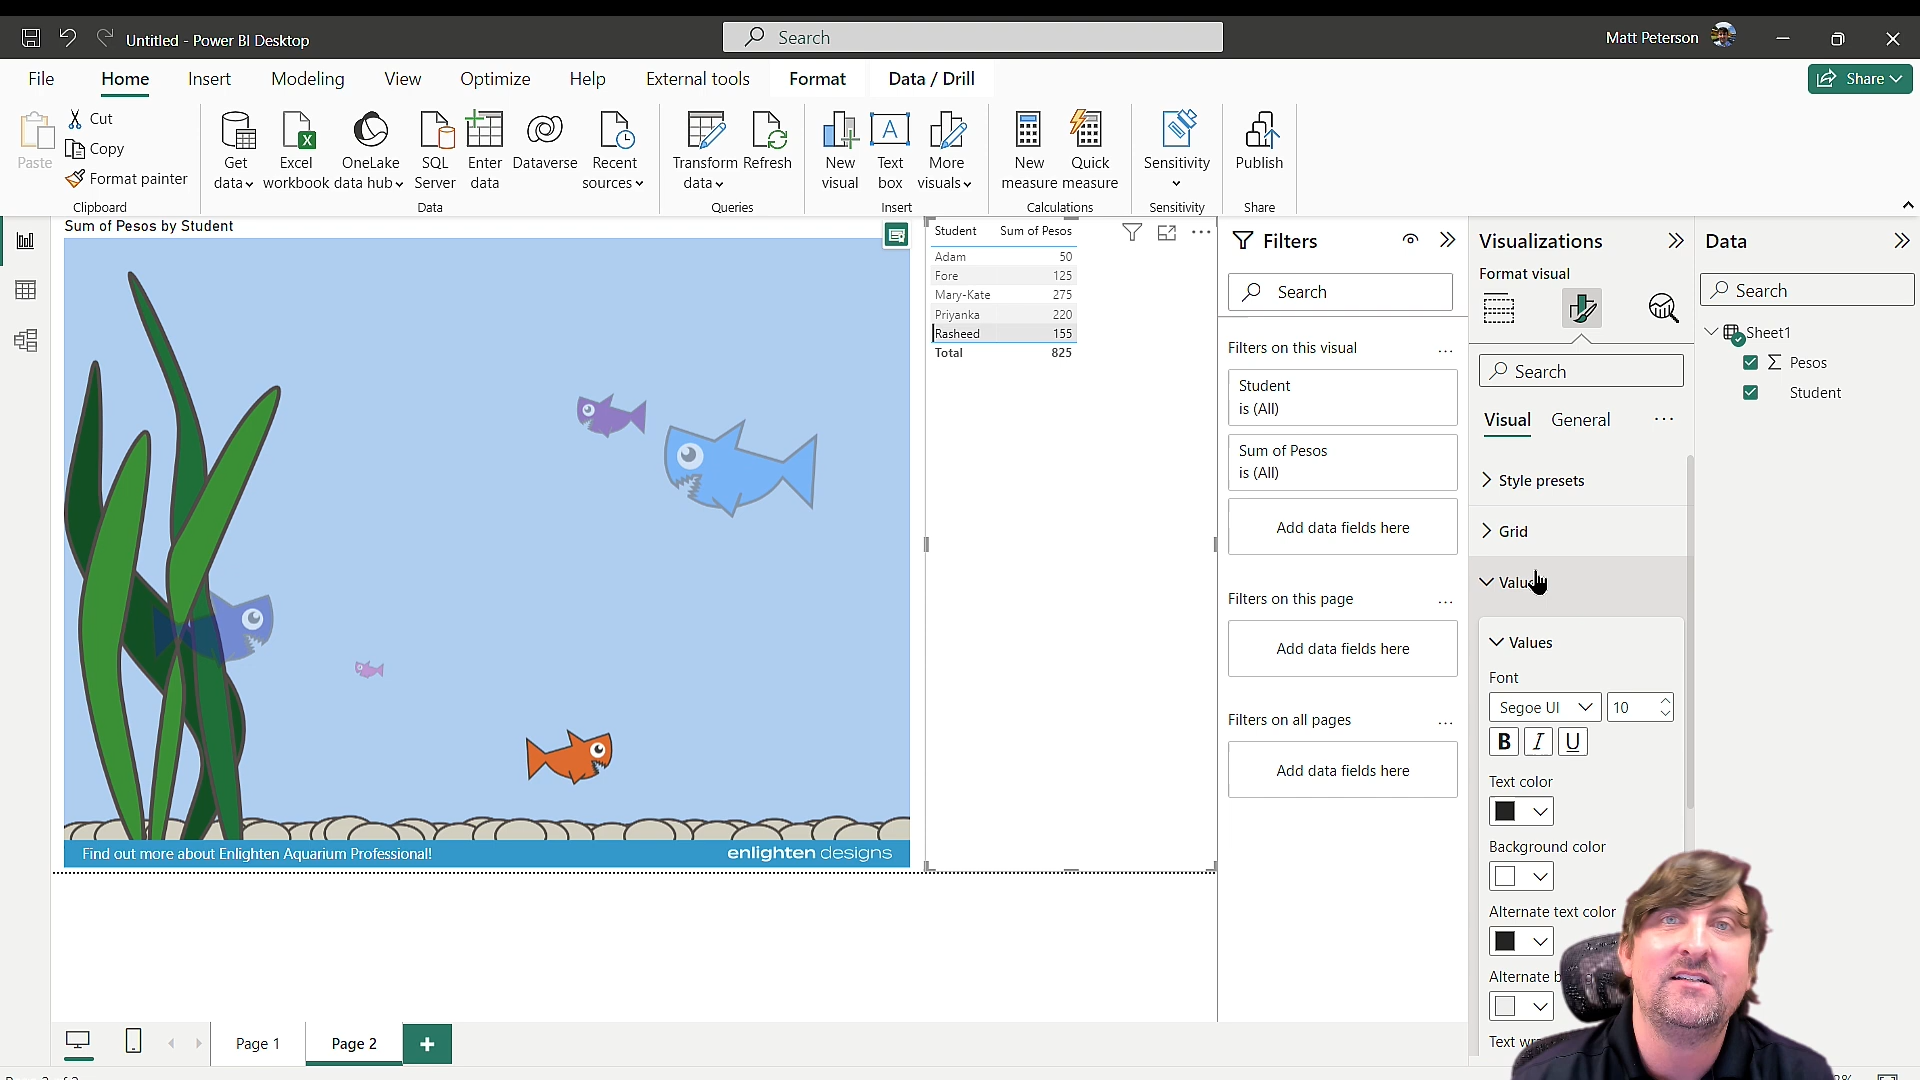 Untitled - Power BI Desktop
Search
Matt Peterson
File
Home
Insert
Modeling
View
Optimize
Help
External tools
Format
Data / Drill
Share
Paste
Cut
Copy
Format painter
Clipboard
Get
data
Excel
workbook
OneLake
data hub
SQL
Server
Enter
data
Dataverse
Recent
sources
Data
Transform
data
Refresh
Queries
New
visual
Text
box
More
visuals
Insert
New
measure
Quick
measure
Calculations
Sensitivity
Sensitivity
Publish
Share
Sum of Pesos by Student
Find out more about Enlighten Aquarium Professional!
enlighten designs
Student Sum of Pesos
Adam 50
Fore 125
Mary-Kate 275
Priyanka 220
Rasheed 155
Total 825
Filters
Search
Filters on this visual
Student
is (All)
Sum of Pesos
is (All)
Add data fields here
Filters on this page
Add data fields here
Filters on all pages
Add data fields here
Visualizations
Format visual
Search
Visual
General
Style presets
Grid
Values
Font
Segoe UI
10
B
I
U
Text color
Background color
Alternate text color
Alternate
Text
Data
Search
Sheet1
Pesos
Student
Page 1
Page 2